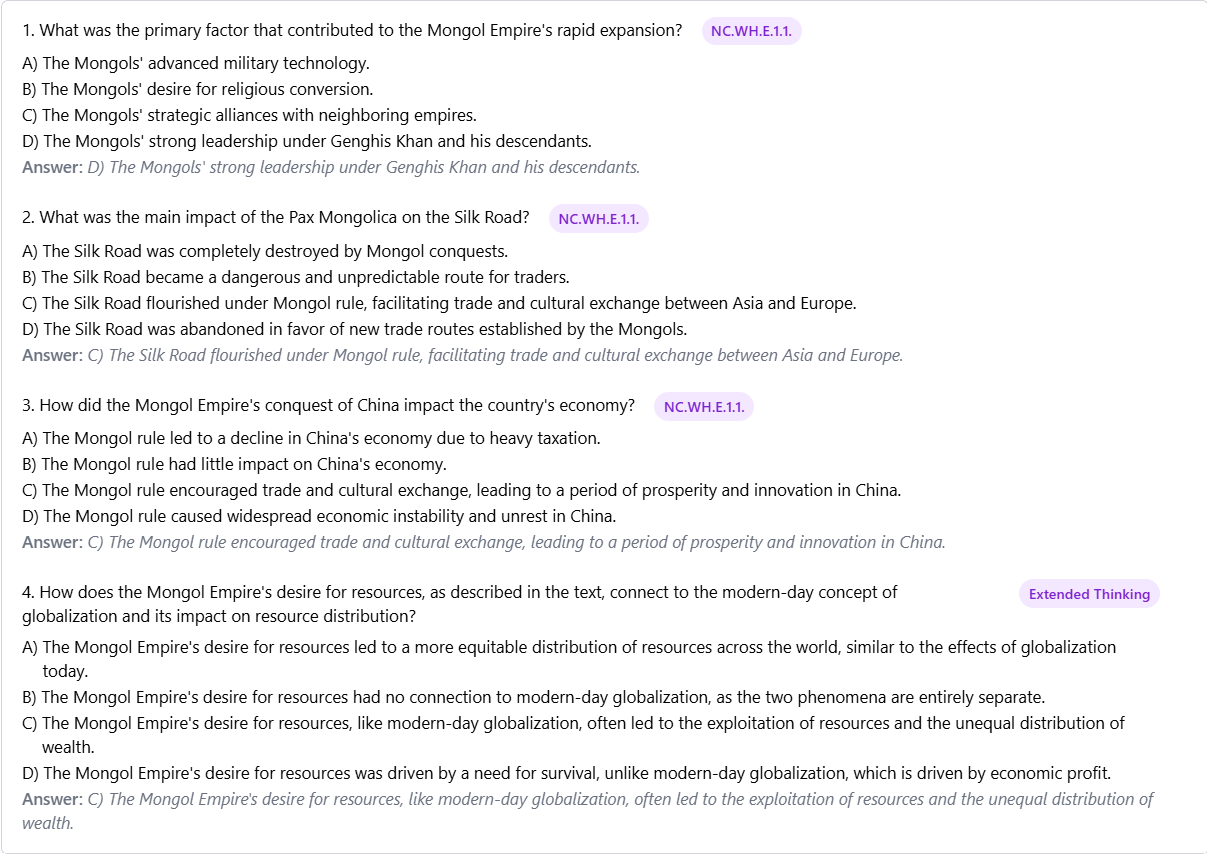 1. What was the primary factor that contributed to the Mongol Empire's rapid expansion? NC.WH.E.1.1.
A) The Mongols' advanced military technology.
B) The Mongols' desire for religious conversion.
C) The Mongols' strategic alliances with neighboring empires.
D) The Mongols' strong leadership under Genghis Khan and his descendants.
Answer: D) The Mongols' strong leadership under Genghis Khan and his descendants.
2. What was the main impact of the Pax Mongolica on the Silk Road? NC.WH.E.1.1.
A) The Silk Road was completely destroyed by Mongol conquests.
B) The Silk Road became a dangerous and unpredictable route for traders.
C) The Silk Road flourished under Mongol rule, facilitating trade and cultural exchange between Asia and Europe.
D) The Silk Road was abandoned in favor of new trade routes established by the Mongols.
Answer: C) The Silk Road flourished under Mongol rule, facilitating trade and cultural exchange between Asia and Europe.
3. How did the Mongol Empire's conquest of China impact the country's economy? NC.WH.E.1.1.
A) The Mongol rule led to a decline in China's economy due to heavy taxation.
B) The Mongol rule had little impact on China's economy.
C) The Mongol rule encouraged trade and cultural exchange, leading to a period of prosperity and innovation in China.
D) The Mongol rule caused widespread economic instability and unrest in China.
Answer: C) The Mongol rule encouraged trade and cultural exchange, leading to a period of prosperity and innovation in China.
4. How does the Mongol Empire's desire for resources, as described in the text, connect to the modern-day concept of Extended Thinking
globalization and its impact on resource distribution?
A) The Mongol Empire's desire for resources led to a more equitable distribution of resources across the world, similar to the effects of globalization
today.
B) The Mongol Empire's desire for resources had no connection to modern-day globalization, as the two phenomena are entirely separate.
C) The Mongol Empire's desire for resources, like modern-day globalization, often led to the exploitation of resources and the unequal distribution of
wealth.
D) The Mongol Empire's desire for resources was driven by a need for survival, unlike modern-day globalization, which is driven by economic profit.
Answer: C) The Mongol Empire's desire for resources, like modern-day globalization, often led to the exploitation of resources and the unequal distribution of
wealth.